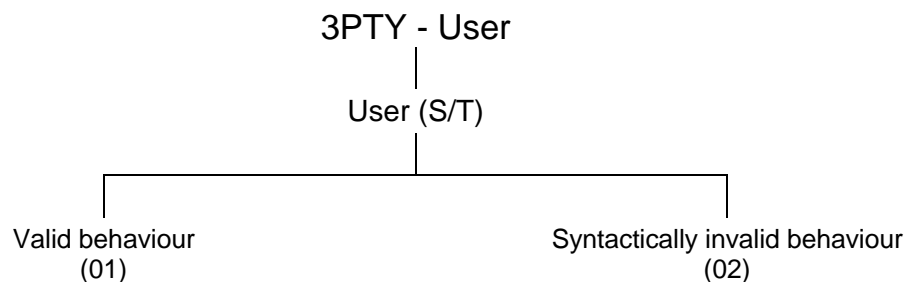 3PTY - User
User (S/T)
Valid behaviour
(01)
Syntactically invalid behaviour
(02)